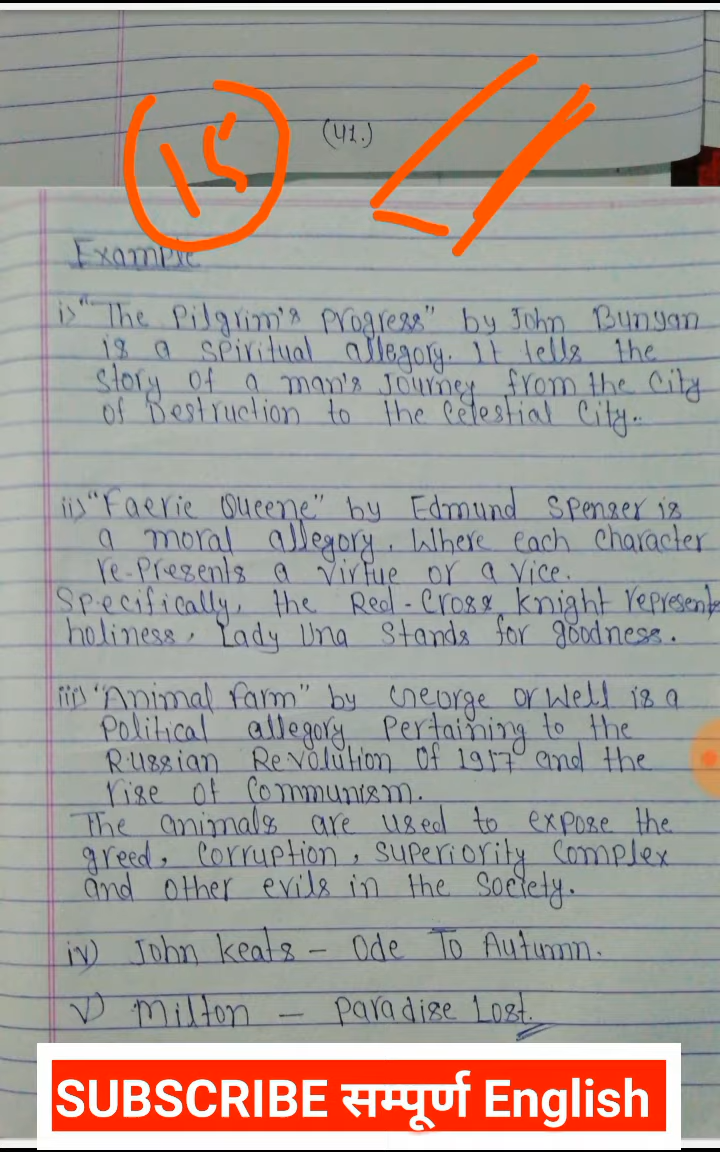 15
(41.)
Example
i) "The Pilgrim's Progress" by John Bunyan
is a spiritual allegory. It tells the
story of a man's Journey from the City
of Destruction to the Celestial City..
ii) "Faerie Queene" by Edmund Spenser is
a moral allegory. Where each character
re-presents a virtue or a vice.
Specifically, the Red-Cross Knight represents
holiness, Lady Una Stands for goodness.
iii) "Animal Farm" by George Orwell is a
Political allegory Pertaining to the
Russian Revolution Of 1917 and the
rise of Communism.
The animals are used to expose the
greed, Corruption, Superiority Complex
and other evils in the Society.
iv) John Keats – Ode To Autumn.
v) Milton – Paradise Lost.
SUBSCRIBE सम्पूर्ण English